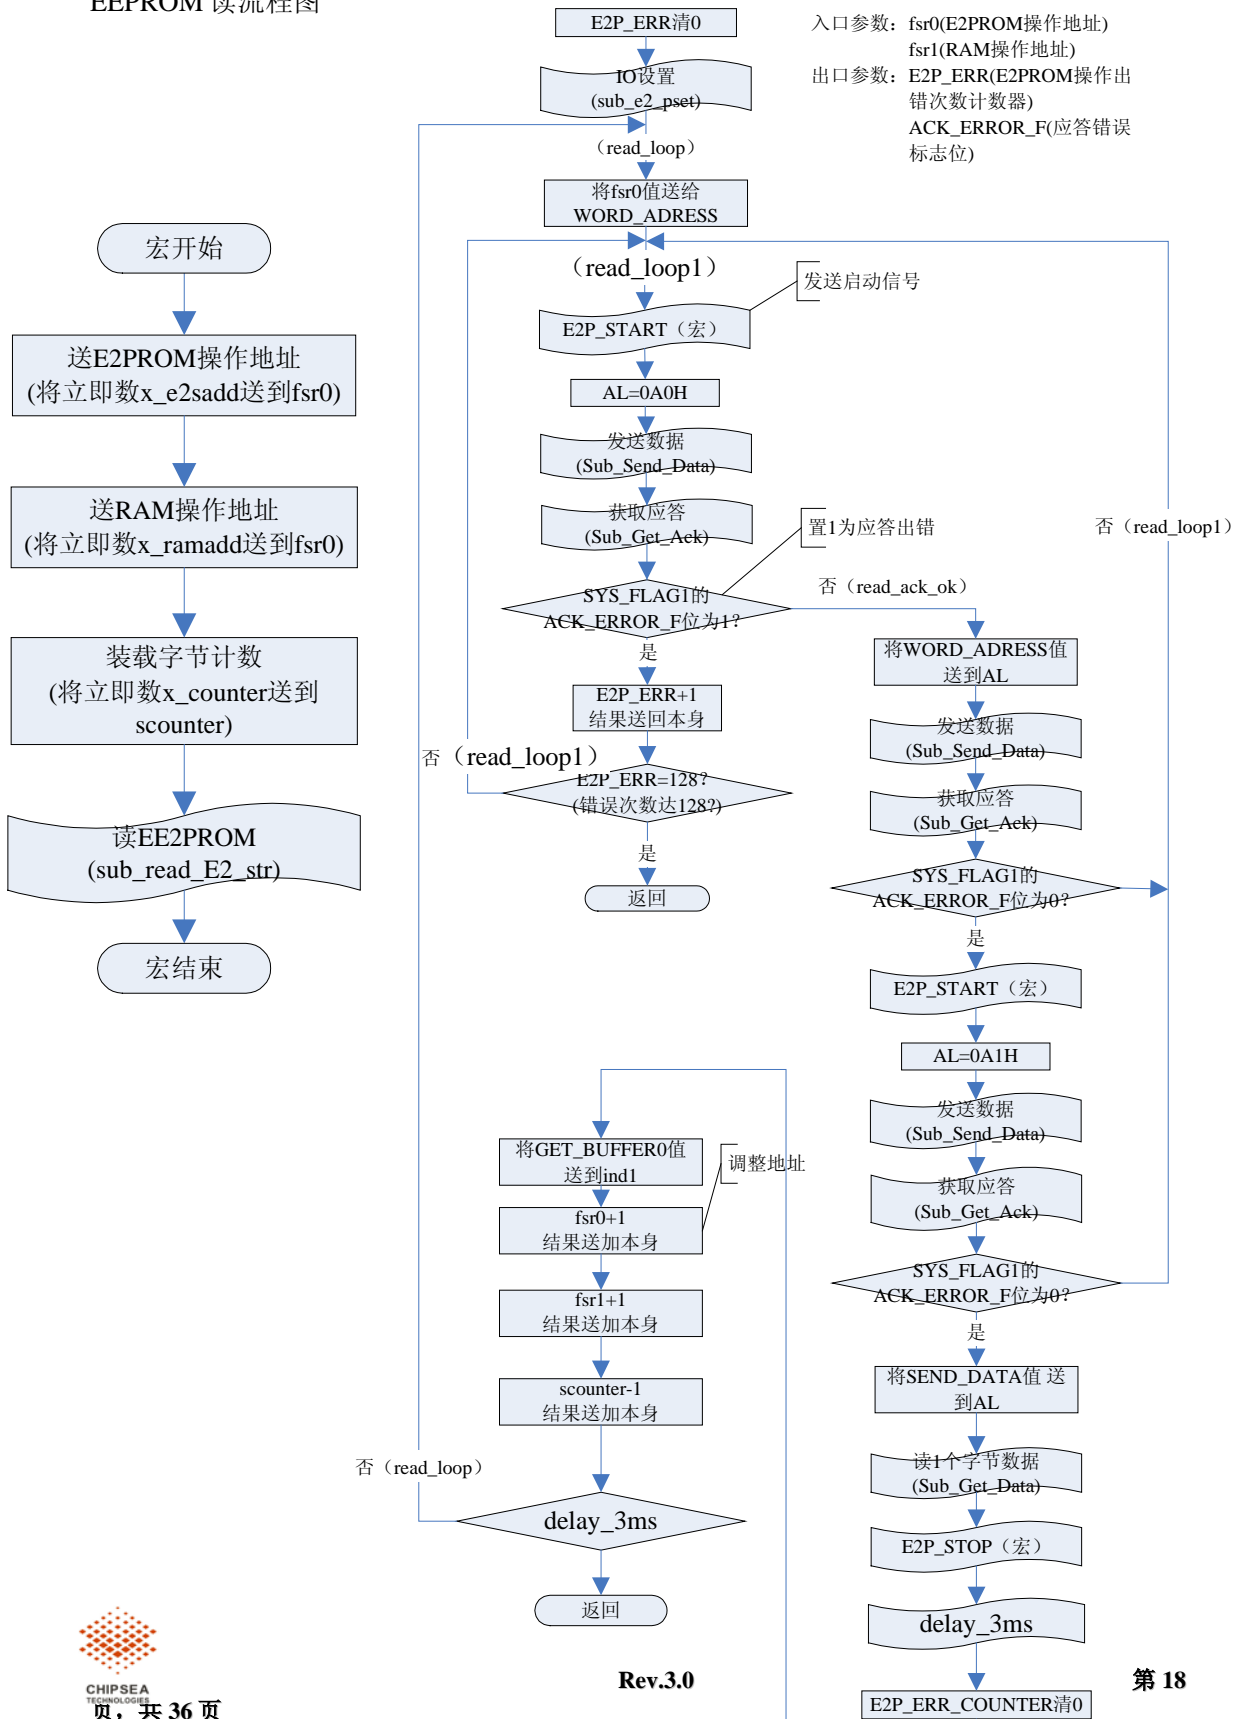 EEPROM 读流程图
E2P_ERR清0
IO设置
(sub_e2_pset)
（read_loop）
将fsr0值送给
WORD_ADRESS
（read_loop1）
发送启动信号
E2P_START（宏）
AL=0A0H
发送数据
(Sub_Send_Data)
获取应答
(Sub_Get_Ack)
置1为应答出错
SYS_FLAG1的
ACK_ERROR_F位为1?
是
E2P_ERR+1
结果送回本身
否（read_loop1）
E2P_ERR=128?
(错误次数达128?)
是
返回
入口参数：fsr0(E2PROM操作地址)
fsr1(RAM操作地址)
出口参数：E2P_ERR(E2PROM操作出
错次数计数器)
ACK_ERROR_F(应答错误
标志位)
宏开始
送E2PROM操作地址
(将立即数x_e2sadd送到fsr0)
送RAM操作地址
(将立即数x_ramadd送到fsr0)
装载字节计数
(将立即数x_counter送到
scounter)
读EE2PROM
(sub_read_E2_str)
宏结束
否（read_loop1）
否（read_ack_ok）
将WORD_ADRESS值
送到AL
发送数据
(Sub_Send_Data)
获取应答
(Sub_Get_Ack)
SYS_FLAG1的
ACK_ERROR_F位为0?
是
E2P_START（宏）
AL=0A1H
发送数据
(Sub_Send_Data)
获取应答
(Sub_Get_Ack)
SYS_FLAG1的
ACK_ERROR_F位为0?
是
将SEND_DATA值 送
到AL
读1个字节数据
(Sub_Get_Data)
E2P_STOP（宏）
delay_3ms
E2P_ERR_COUNTER清0
将GET_BUFFER0值
送到ind1
调整地址
fsr0+1
结果送加本身
fsr1+1
结果送加本身
scounter-1
结果送加本身
否（read_loop）
delay_3ms
返回
CHIPSEA
TECHNOLOGIES
Rev.3.0
第 18
页，共 36 页